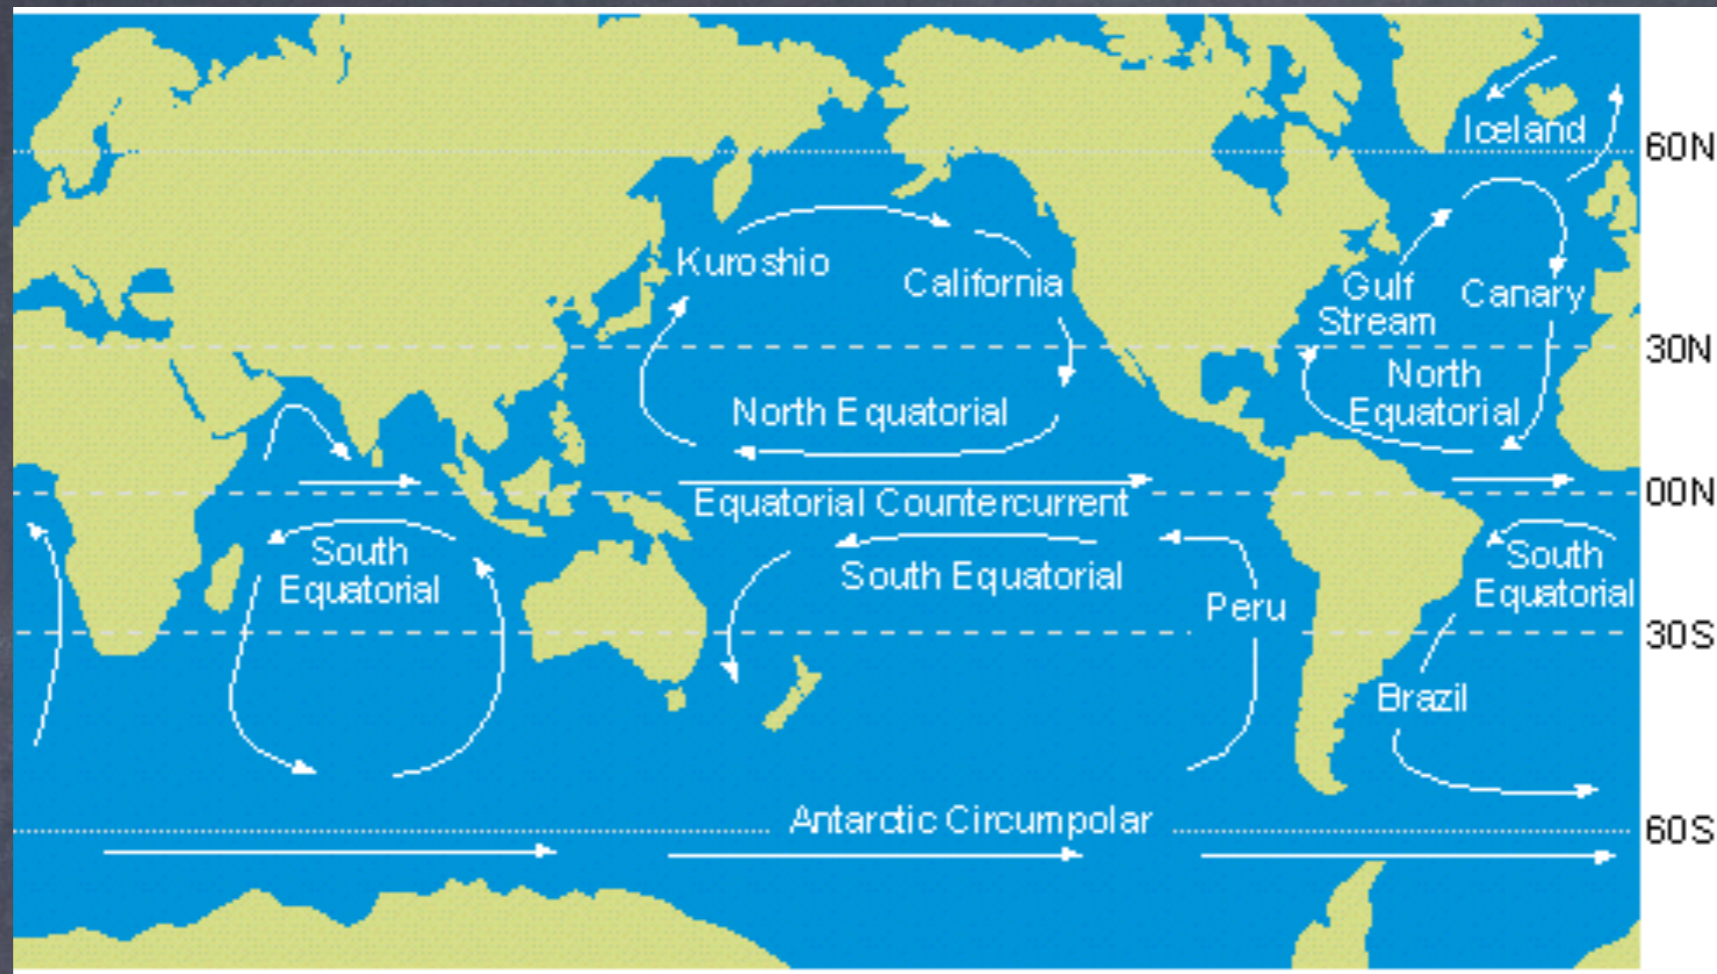 Iceland
60N
Kuroshio
California
Gulf
Stream
Canary
30N
North
Equatorial
North Equatorial
00N
Equatorial Countercurrent
South
Equatorial
South Equatorial
Peru
South
Equatorial
30S
Brazil
Antarctic Circumpolar
60S